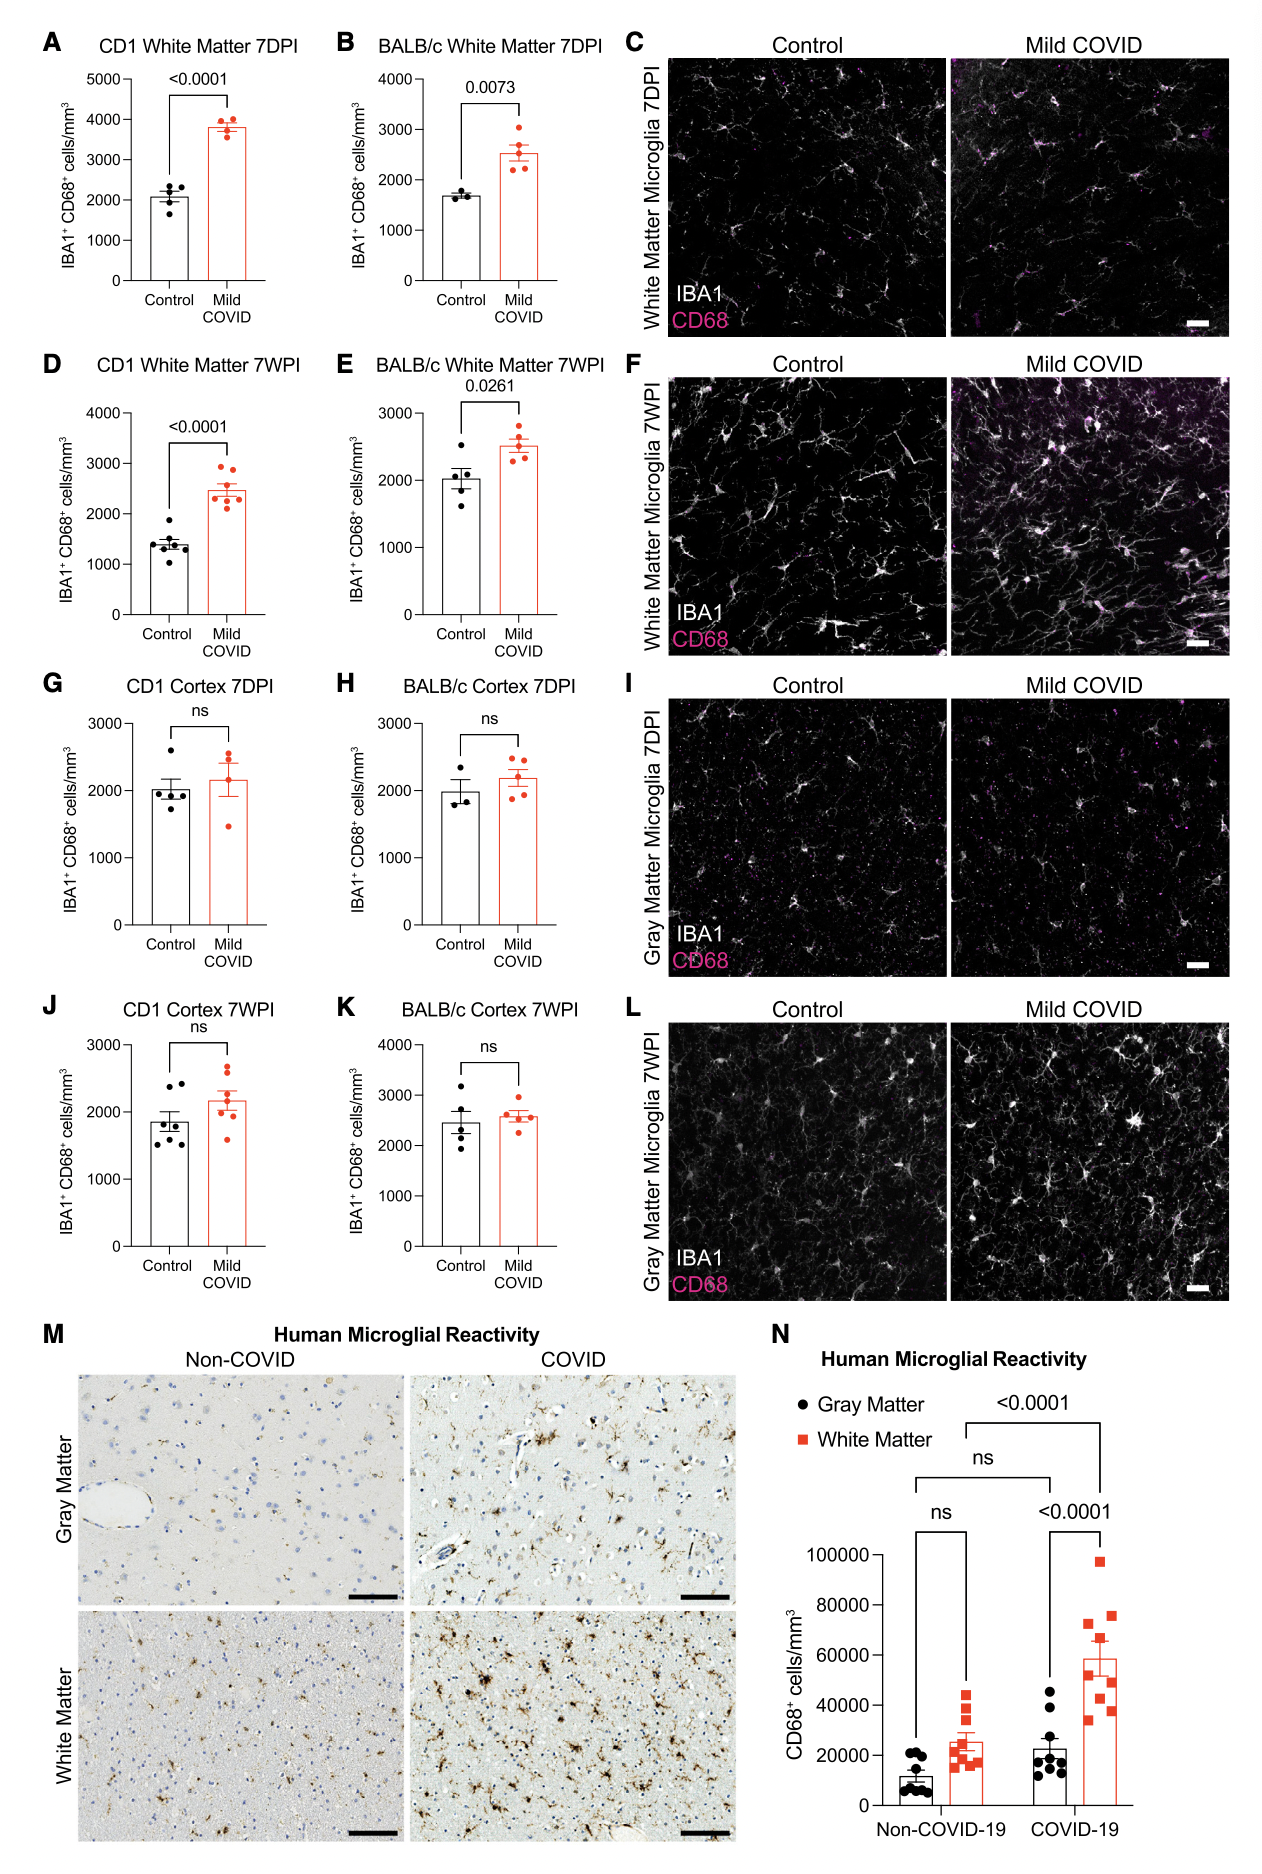 A
CD1 White Matter 7DPI
IBA1⁺ CD68⁺ cells/mm³
5000
4000
3000
2000
1000
0
<0.0001
Control
Mild
COVID
B
BALB/c White Matter 7DPI
IBA1⁺ CD68⁺ cells/mm³
4000
3000
2000
1000
0
0.0073
Control
Mild
COVID
C
Control
Mild COVID
White Matter Microglia 7DPI
IBA1
CD68
D
CD1 White Matter 7WPI
IBA1⁺ CD68⁺ cells/mm³
4000
3000
2000
1000
0
<0.0001
Control
Mild
COVID
E
BALB/c White Matter 7WPI
0.0261
IBA1⁺ CD68⁺ cells/mm³
3000
2000
1000
0
Control
Mild
COVID
F
Control
Mild COVID
White Matter Microglia 7WPI
IBA1
CD68
G
CD1 Cortex 7DPI
ns
IBA1⁺ CD68⁺ cells/mm³
3000
2000
1000
0
Control
Mild
COVID
H
BALB/c Cortex 7DPI
ns
IBA1⁺ CD68⁺ cells/mm³
3000
2000
1000
0
Control
Mild
COVID
I
Control
Mild COVID
Gray Matter Microglia 7DPI
IBA1
CD68
J
CD1 Cortex 7WPI
ns
IBA1⁺ CD68⁺ cells/mm³
3000
2000
1000
0
Control
Mild
COVID
K
BALB/c Cortex 7WPI
ns
IBA1⁺ CD68⁺ cells/mm³
4000
3000
2000
1000
0
Control
Mild
COVID
L
Control
Mild COVID
Gray Matter Microglia 7WPI
IBA1
CD68
M
Human Microglial Reactivity
Non-COVID
COVID
Gray Matter
White Matter
N
Human Microglial Reactivity
Gray Matter
White Matter
<0.0001
ns
ns
<0.0001
CD68⁺ cells/mm³
100000
80000
60000
40000
20000
0
Non-COVID-19
COVID-19